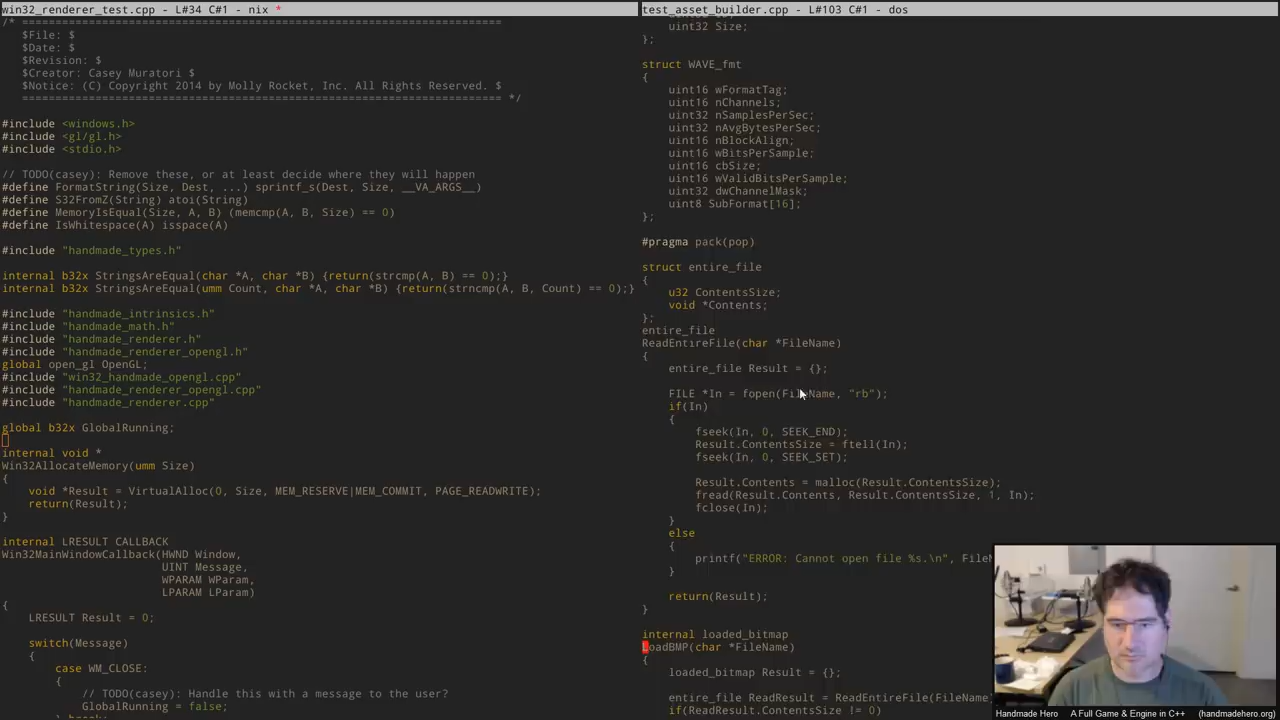 win32_renderer_test.cpp - L#34 C#1 - nix *
/* ========================================================================
$File: $
$Date: $
$Revision: $
$Creator: Casey Muratori $
$Notice: (C) Copyright 2014 by Molly Rocket, Inc. All Rights Reserved. $
======================================================================== */
#include <windows.h>
#include <gl/gl.h>
#include <stdio.h>
// TODO(casey): Remove these, or at least decide where they will happen
#define FormatString(Size, Dest, ...) sprintf_s(Dest, Size, __VA_ARGS__)
#define S32FromZ(String) atoi(String)
#define MemoryIsEqual(Size, A, B) (memcmp(A, B, Size) == 0)
#define IsWhitespace(A) isspace(A)
#include "handmade_types.h"
internal b32x StringsAreEqual(char *A, char *B) {return(strcmp(A, B) == 0);}
internal b32x StringsAreEqual(umm Count, char *A, char *B) {return(strncmp(A, B, Count) == 0);}
#include "handmade_intrinsics.h"
#include "handmade_math.h"
#include "handmade_renderer.h"
#include "handmade_renderer_opengl.h"
global open_gl OpenGL;
#include "win32_handmade_opengl.cpp"
#include "handmade_renderer_opengl.cpp"
#include "handmade_renderer.cpp"
global b32x GlobalRunning;
internal void *
Win32AllocateMemory(umm Size)
{
void *Result = VirtualAlloc(0, Size, MEM_RESERVE|MEM_COMMIT, PAGE_READWRITE);
return(Result);
}
internal LRESULT CALLBACK
Win32MainWindowCallback(HWND Window,
UINT Message,
WPARAM WParam,
LPARAM LParam)
{
LRESULT Result = 0;
switch(Message)
{
case WM_CLOSE:
{
// TODO(casey): Handle this with a message to the user?
GlobalRunning = false;
test_asset_builder.cpp - L#103 C#1 - dos
uint32 Size;
};
struct WAVE_fmt
{
uint16 wFormatTag;
uint16 nChannels;
uint32 nSamplesPerSec;
uint32 nAvgBytesPerSec;
uint16 nBlockAlign;
uint16 wBitsPerSample;
uint16 cbSize;
uint16 wValidBitsPerSample;
uint32 dwChannelMask;
uint8 SubFormat[16];
};
#pragma pack(pop)
struct entire_file
{
u32 ContentsSize;
void *Contents;
};
entire_file
ReadEntireFile(char *FileName)
{
entire_file Result = {};
FILE *In = fopen(FileName, "rb");
if(In)
{
fseek(In, 0, SEEK_END);
Result.ContentsSize = ftell(In);
fseek(In, 0, SEEK_SET);
Result.Contents = malloc(Result.ContentsSize);
fread(Result.Contents, Result.ContentsSize, 1, In);
fclose(In);
}
else
{
printf("ERROR: Cannot open file %s.\n", FileN
}
return(Result);
}
internal loaded_bitmap
LoadBMP(char *FileName)
{
loaded_bitmap Result = {};
entire_file ReadResult = ReadEntireFile(FileName)
if(ReadResult.ContentsSize != 0)
Handmade Hero A Full Game & Engine in C++ (handmadehero.org)